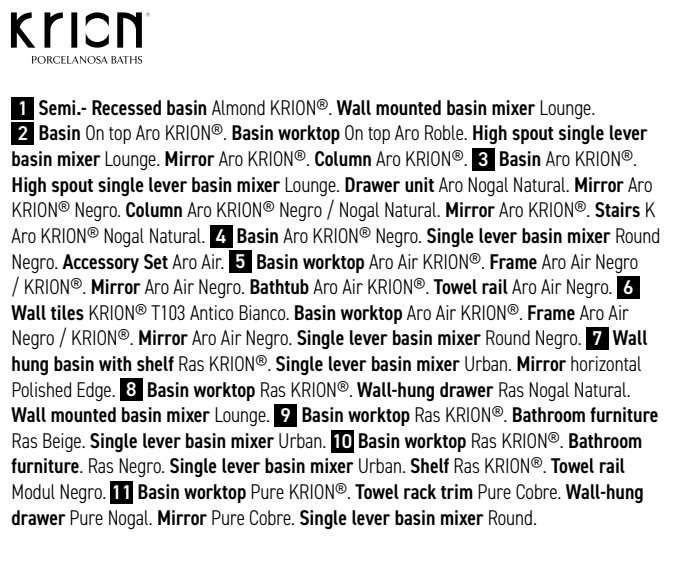 KRION®
PORCELANOSA BATHS
1 Semi.- Recessed basin Almond KRION®. Wall mounted basin mixer Lounge.
2 Basin On top Aro KRION®. Basin worktop On top Aro Roble. High spout single lever
basin mixer Lounge. Mirror Aro KRION®. Column Aro KRION®. 3 Basin Aro KRION®.
High spout single lever basin mixer Lounge. Drawer unit Aro Nogal Natural. Mirror Aro
KRION® Negro. Column Aro KRION® Negro / Nogal Natural. Mirror Aro KRION®. Stairs K
Aro KRION® Nogal Natural. 4 Basin Aro KRION® Negro. Single lever basin mixer Round
Negro. Accessory Set Aro Air. 5 Basin worktop Aro Air KRION®. Frame Aro Air Negro
/ KRION®. Mirror Aro Air Negro. Bathtub Aro Air KRION®. Towel rail Aro Air Negro. 6
Wall tiles KRION® T103 Antico Bianco. Basin worktop Aro Air KRION®. Frame Aro Air
Negro / KRION®. Mirror Aro Air Negro. Single lever basin mixer Round Negro. 7 Wall
hung basin with shelf Ras KRION®. Single lever basin mixer Urban. Mirror horizontal
Polished Edge. 8 Basin worktop Ras KRION®. Wall-hung drawer Ras Nogal Natural.
Wall mounted basin mixer Lounge. 9 Basin worktop Ras KRION®. Bathroom furniture
Ras Beige. Single lever basin mixer Urban. 10 Basin worktop Ras KRION®. Bathroom
furniture. Ras Negro. Single lever basin mixer Urban. Shelf Ras KRION®. Towel rail
Modul Negro. 11 Basin worktop Pure KRION®. Towel rack trim Pure Cobre. Wall-hung
drawer Pure Nogal. Mirror Pure Cobre. Single lever basin mixer Round.